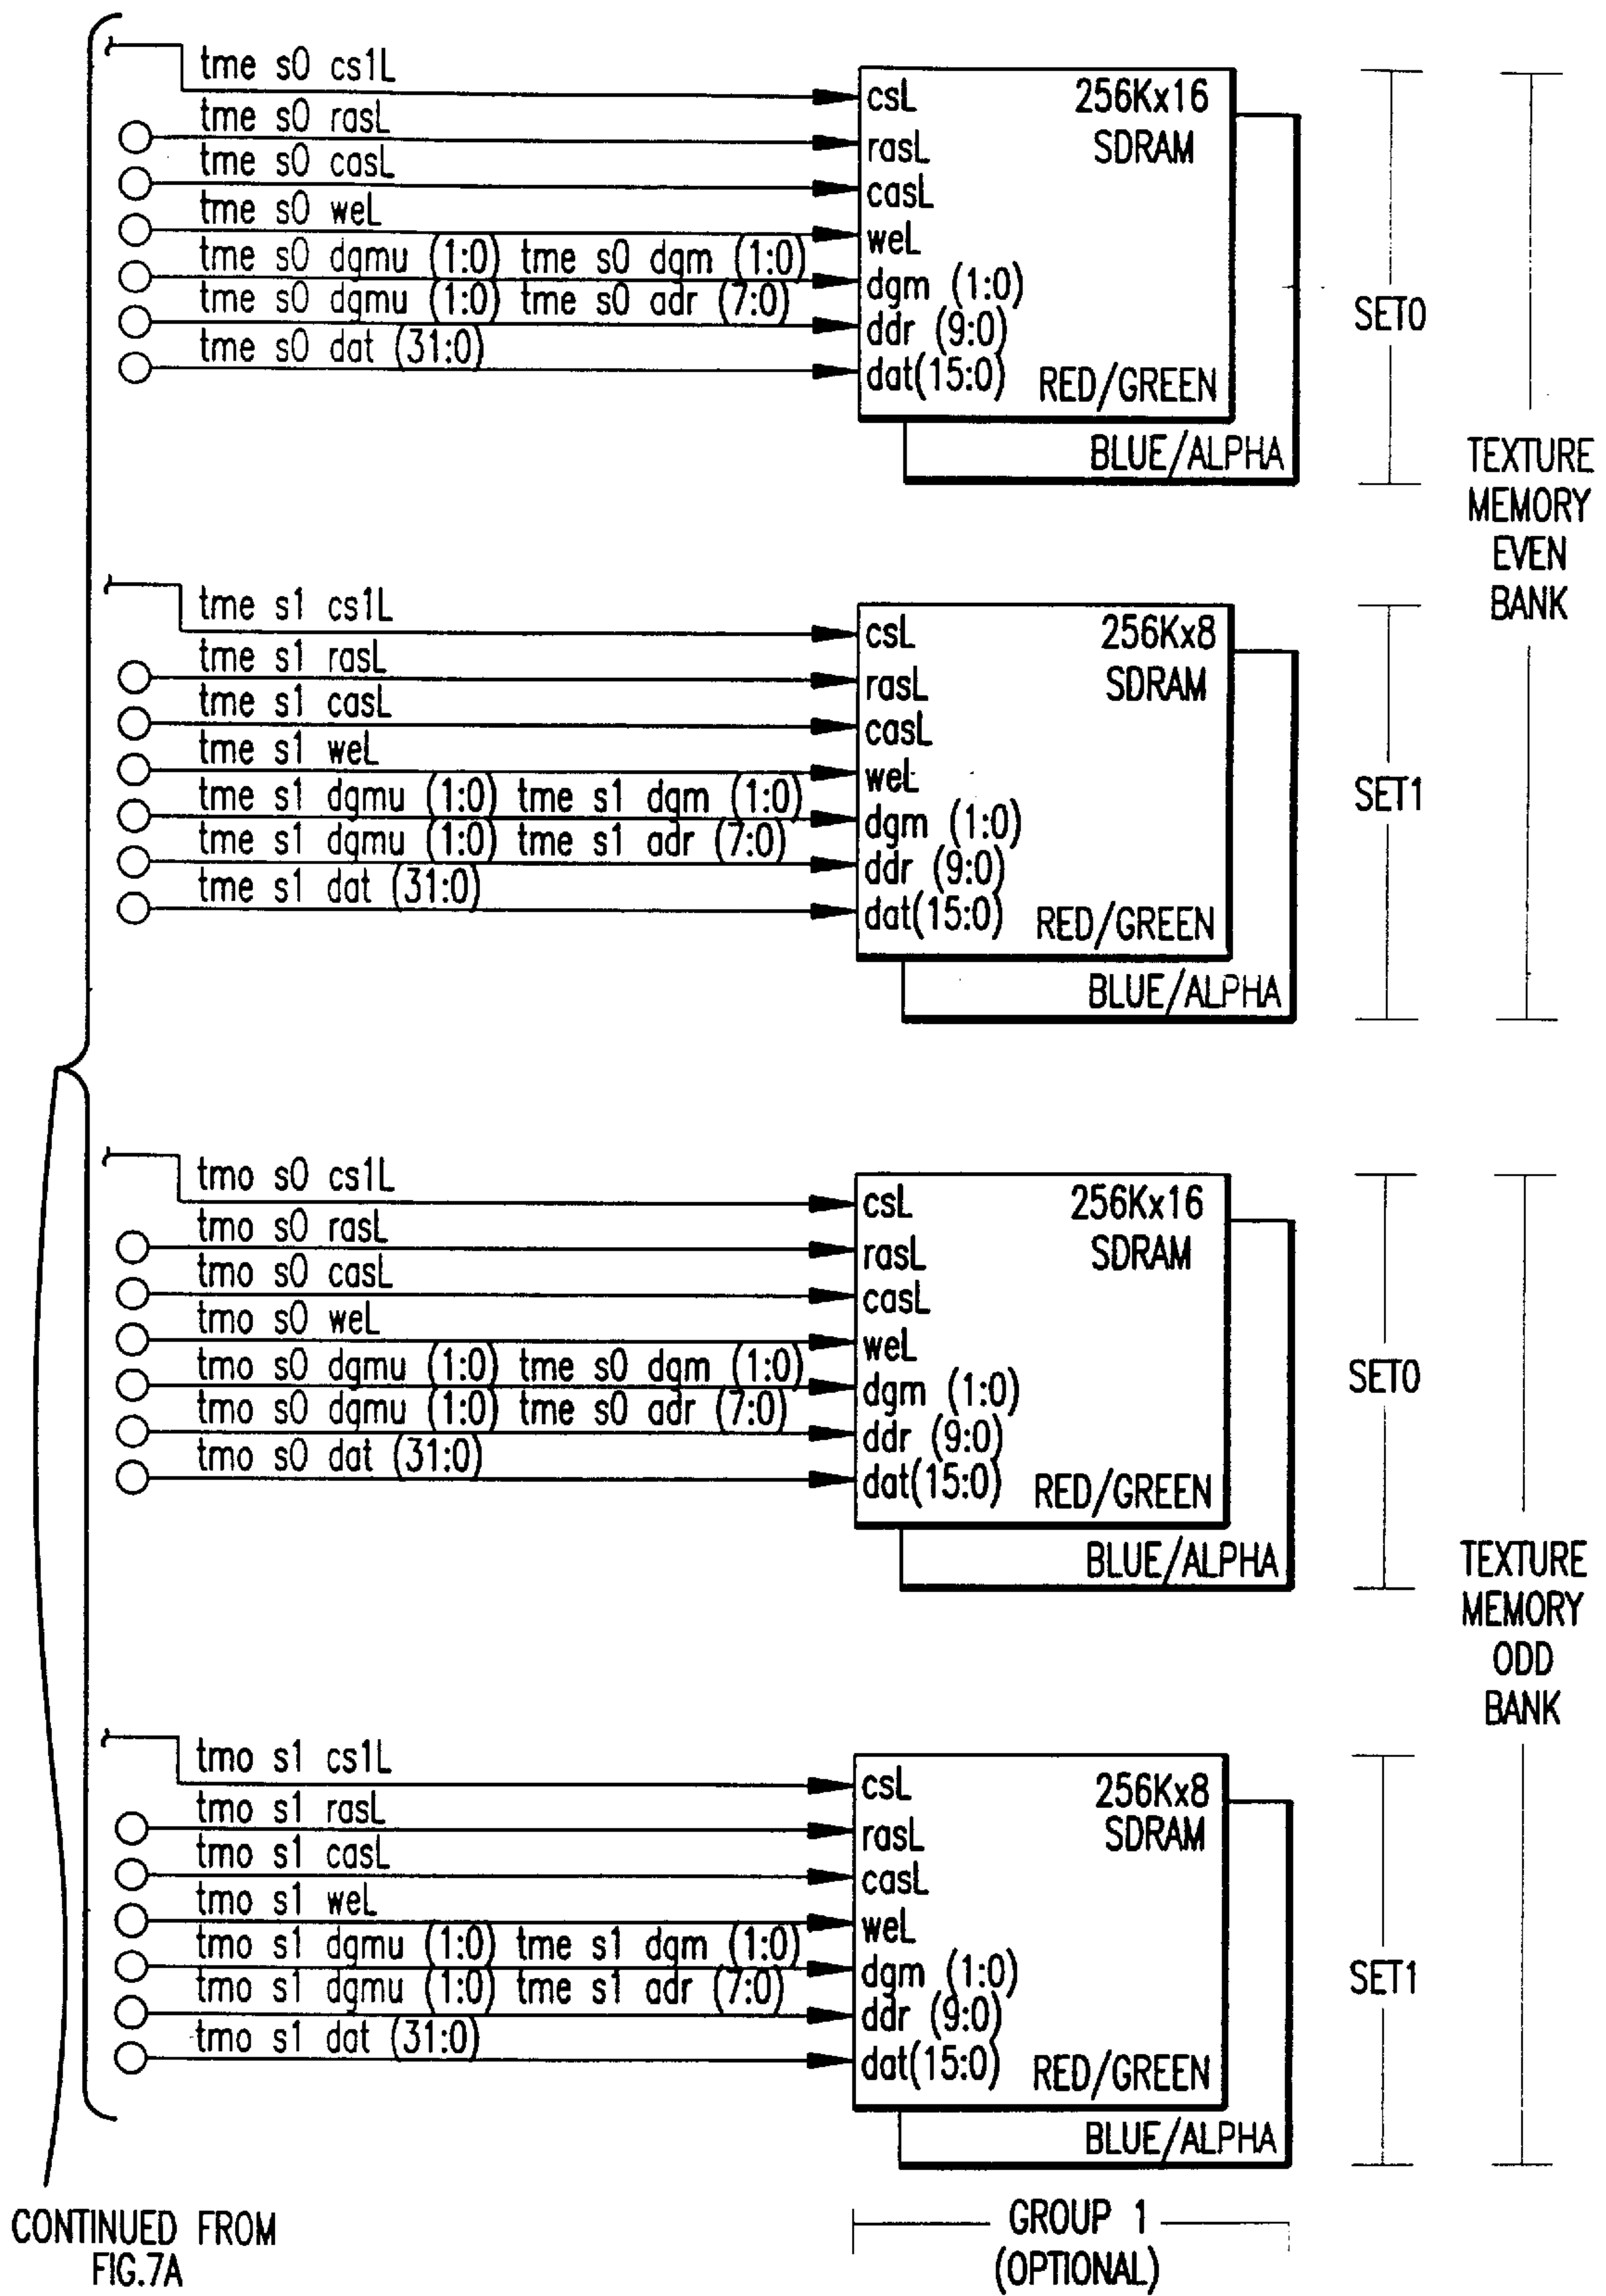 tme s0 cs1L
tme s0 rasL
tme s0 casL
tme s0 weL
tme s0 dqmu (1:0) tme s0 dqm (1:0)
tme s0 dqmu (1:0) tme s0 adr (7:0)
tme s0 dat (31:0)
csL
rasL
casL
weL
dqm (1:0)
ddr (9:0)
dat(15:0)
256Kx16
SDRAM
RED/GREEN
BLUE/ALPHA
SET0
tme s1 cs1L
tme s1 rasL
tme s1 casL
tme s1 weL
tme s1 dqmu (1:0) tme s1 dqm (1:0)
tme s1 dqmu (1:0) tme s1 adr (7:0)
tme s1 dat (31:0)
csL
rasL
casL
weL
dqm (1:0)
ddr (9:0)
dat(15:0)
256Kx8
SDRAM
RED/GREEN
BLUE/ALPHA
SET1
TEXTURE
MEMORY
EVEN
BANK
tmo s0 cs1L
tmo s0 rasL
tmo s0 casL
tmo s0 weL
tmo s0 dqmu (1:0) tme s0 dqm (1:0)
tmo s0 dqmu (1:0) tme s0 adr (7:0)
tmo s0 dat (31:0)
csL
rasL
casL
weL
dqm (1:0)
ddr (9:0)
dat(15:0)
256Kx16
SDRAM
RED/GREEN
BLUE/ALPHA
SET0
tmo s1 cs1L
tmo s1 rasL
tmo s1 casL
tmo s1 weL
tmo s1 dqmu (1:0) tme s1 dqm (1:0)
tmo s1 dqmu (1:0) tme s1 adr (7:0)
tmo s1 dat (31:0)
csL
rasL
casL
weL
dqm (1:0)
ddr (9:0)
dat(15:0)
256Kx8
SDRAM
RED/GREEN
BLUE/ALPHA
SET1
TEXTURE
MEMORY
ODD
BANK
CONTINUED FROM
FIG.7A
GROUP 1
(OPTIONAL)